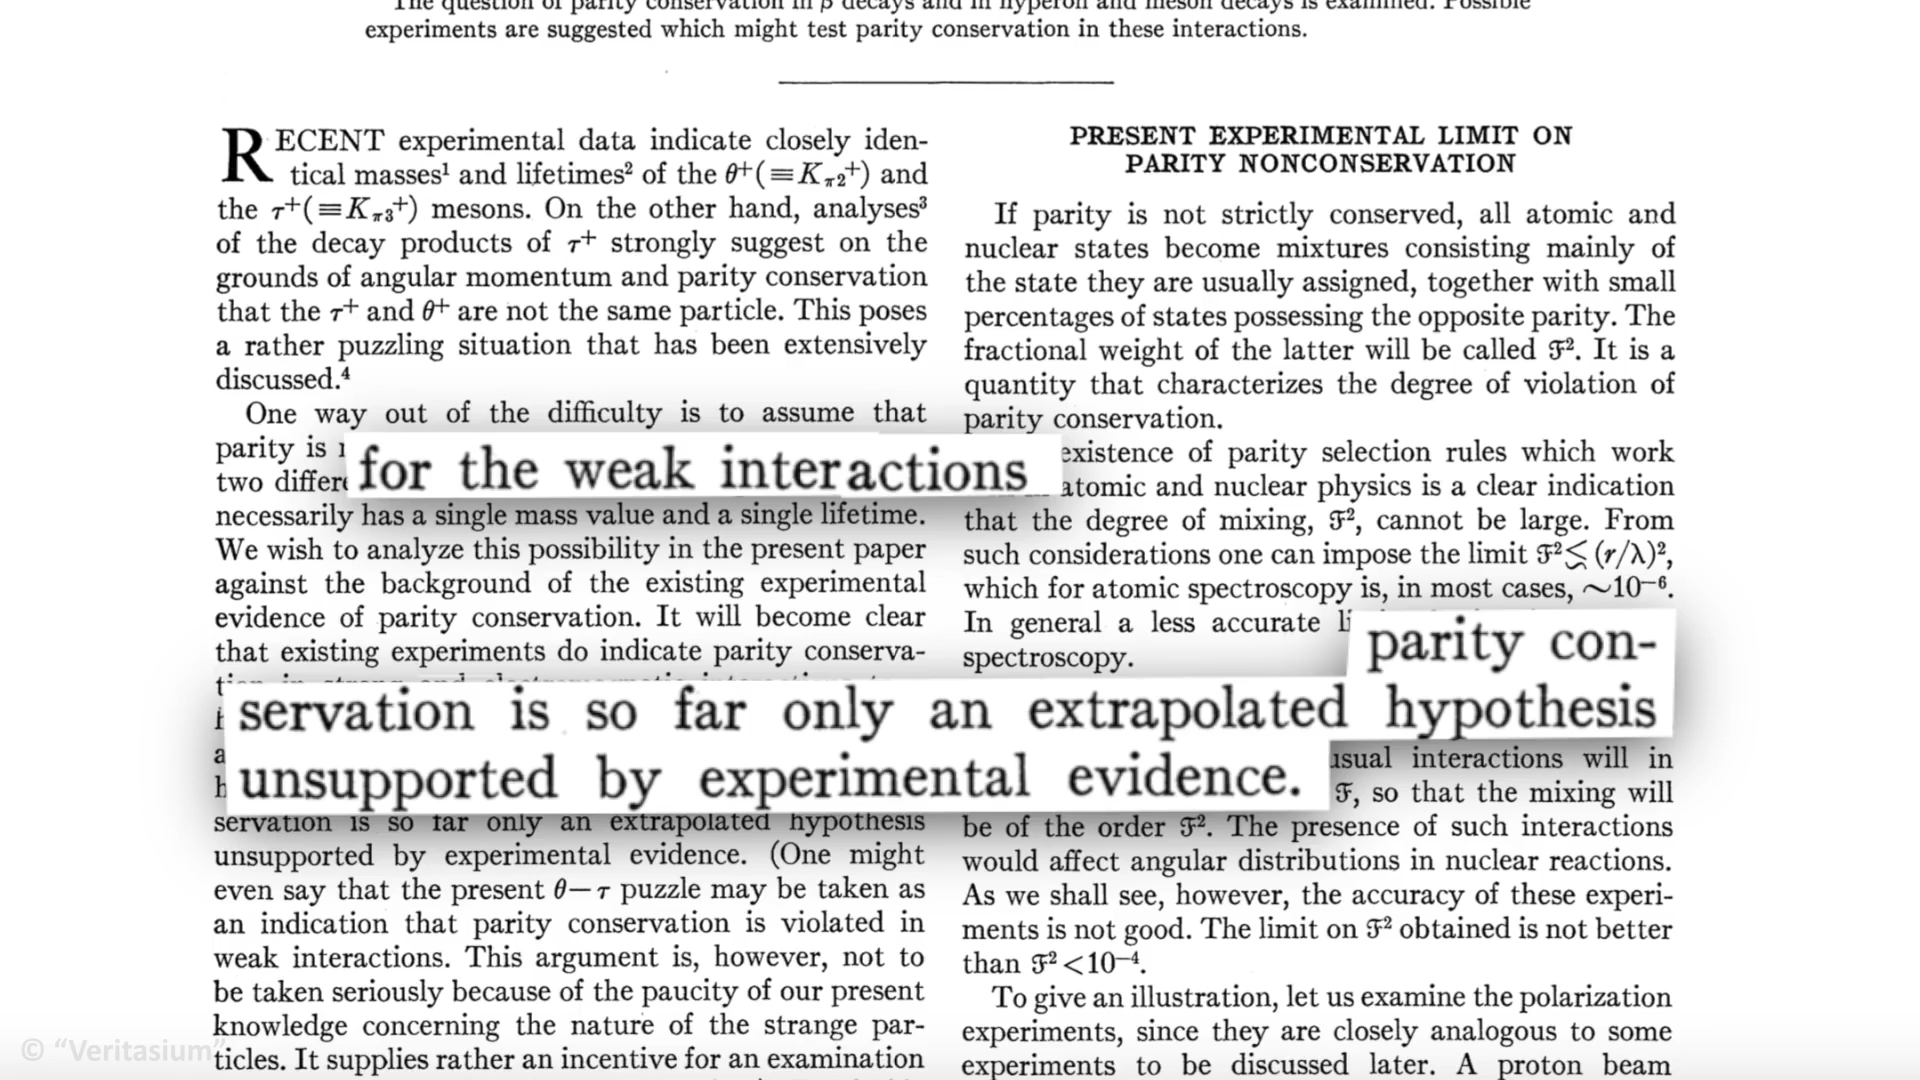 The question of parity conservation in β decays and in hyperon and meson decays is examined. Possible
experiments are suggested which might test parity conservation in these interactions.
RECENT experimental data indicate closely iden-
tical masses¹ and lifetimes² of the θ⁺(≡Kπ2⁺) and
the τ⁺(≡Kπ3⁺) mesons. On the other hand, analyses³
of the decay products of τ⁺ strongly suggest on the
grounds of angular momentum and parity conservation
that the τ⁺ and θ⁺ are not the same particle. This poses
a rather puzzling situation that has been extensively
discussed.⁴
One way out of the difficulty is to assume that
parity is
two
for the weak interactions
necessarily has a single mass value and a single lifetime.
We wish to analyze this possibility in the present paper
against the background of the existing experimental
evidence of parity conservation. It will become clear
that existing experiments do indicate parity conserva-
parity con-
servation is so far only an extrapolated hypothesis
unsupported by experimental evidence.
servation is so far only an extrapolated hypothesis
unsupported by experimental evidence. (One might
even say that the present θ—τ puzzle may be taken as
an indication that parity conservation is violated in
weak interactions. This argument is, however, not to
be taken seriously because of the paucity of our present
knowledge concerning the nature of the strange par-
ticles. It supplies rather an incentive for an examination
PRESENT EXPERIMENTAL LIMIT ON
PARITY NONCONSERVATION
If parity is not strictly conserved, all atomic and
nuclear states become mixtures consisting mainly of
the state they are usually assigned, together with small
percentages of states possessing the opposite parity. The
fractional weight of the latter will be called ℱ². It is a
quantity that characterizes the degree of violation of
parity conservation.
existence of parity selection rules which work
atomic and nuclear physics is a clear indication
that the degree of mixing, ℱ², cannot be large. From
such considerations one can impose the limit ℱ²≲(r/λ)²,
which for atomic spectroscopy is, in most cases, ∼10⁻⁶.
In general a less accurate
spectroscopy.
interactions will in
ℱ, so that the mixing will
be of the order ℱ². The presence of such interactions
would affect angular distributions in nuclear reactions.
As we shall see, however, the accuracy of these experi-
ments is not good. The limit on ℱ² obtained is not better
than ℱ²<10⁻⁴.
To give an illustration, let us examine the polarization
experiments, since they are closely analogous to some
experiments to be discussed later. A proton beam
© "Veritasium"